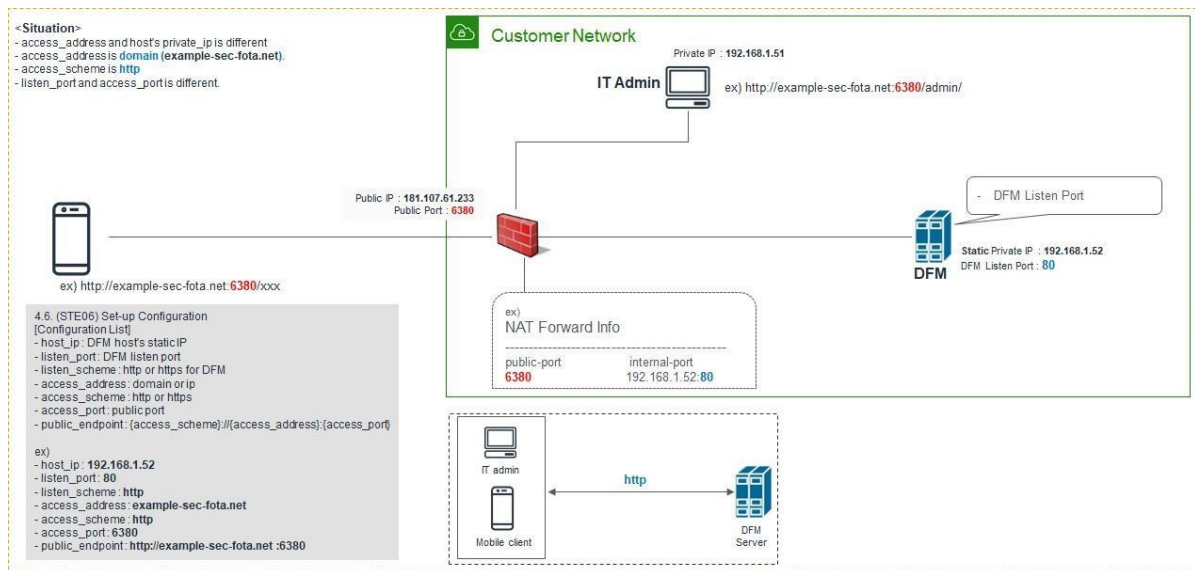 <Situation>
- access_address and host's private_ip is different
- access_address is domain (example-sec-fota.net).
- access_scheme is http
- listen_port and access_port is different.
Customer Network
Private IP : 192.168.1.51
IT Admin
ex) http://example-sec-fota.net:6380/admin/
Public IP : 181.107.61.233
Public Port : 6380
- DFM Listen Port
Static Private IP : 192.168.1.52
DFM Listen Port : 80
DFM
ex) http://example-sec-fota.net:6380/xxx
ex)
NAT Forward Info
public-port internal-port
6380 192.168.1.52:80
4.6. (STE06) Set-up Configuration
[Configuration List]
- host_ip : DFM host's static IP
- listen_port : DFM listen port
- listen_scheme : http or https for DFM
- access_address : domain or ip
- access_scheme : http or https
- access_port : public port
- public_endpoint : {access_scheme}://{access_address}:{access_port}
ex)
- host_ip : 192.168.1.52
- listen_port : 80
- listen_scheme : http
- access_address : example-sec-fota.net
- access_scheme : http
- access_port : 6380
- public_endpoint : http://example-sec-fota.net :6380
IT admin
Mobile client
http
DFM
Server